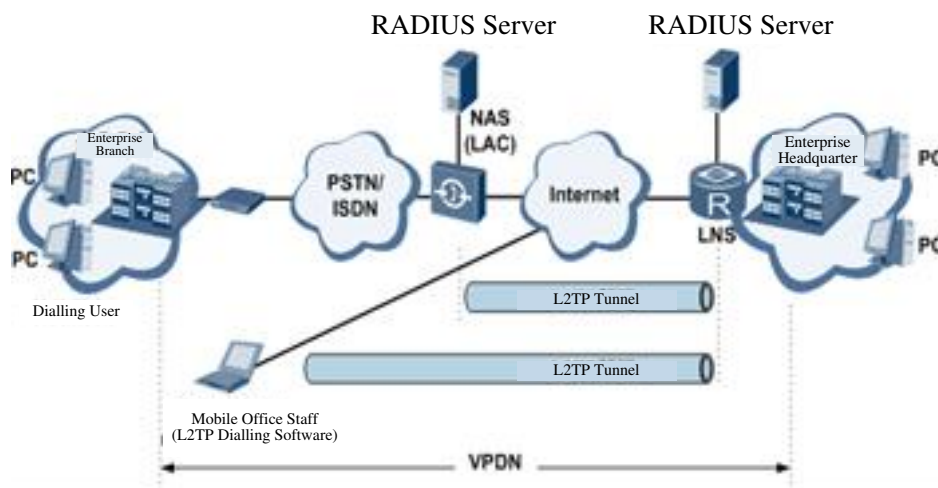 RADIUS Server
RADIUS Server
NAS
(LAC)
Enterprise
Branch
Enterprise
Headquarter
PC
PC
PSTN/
ISDN
Internet
R
LNS
PC
PC
Dialling User
L2TP Tunnel
L2TP Tunnel
Mobile Office Staff
(L2TP Dialling Software)
VPDN